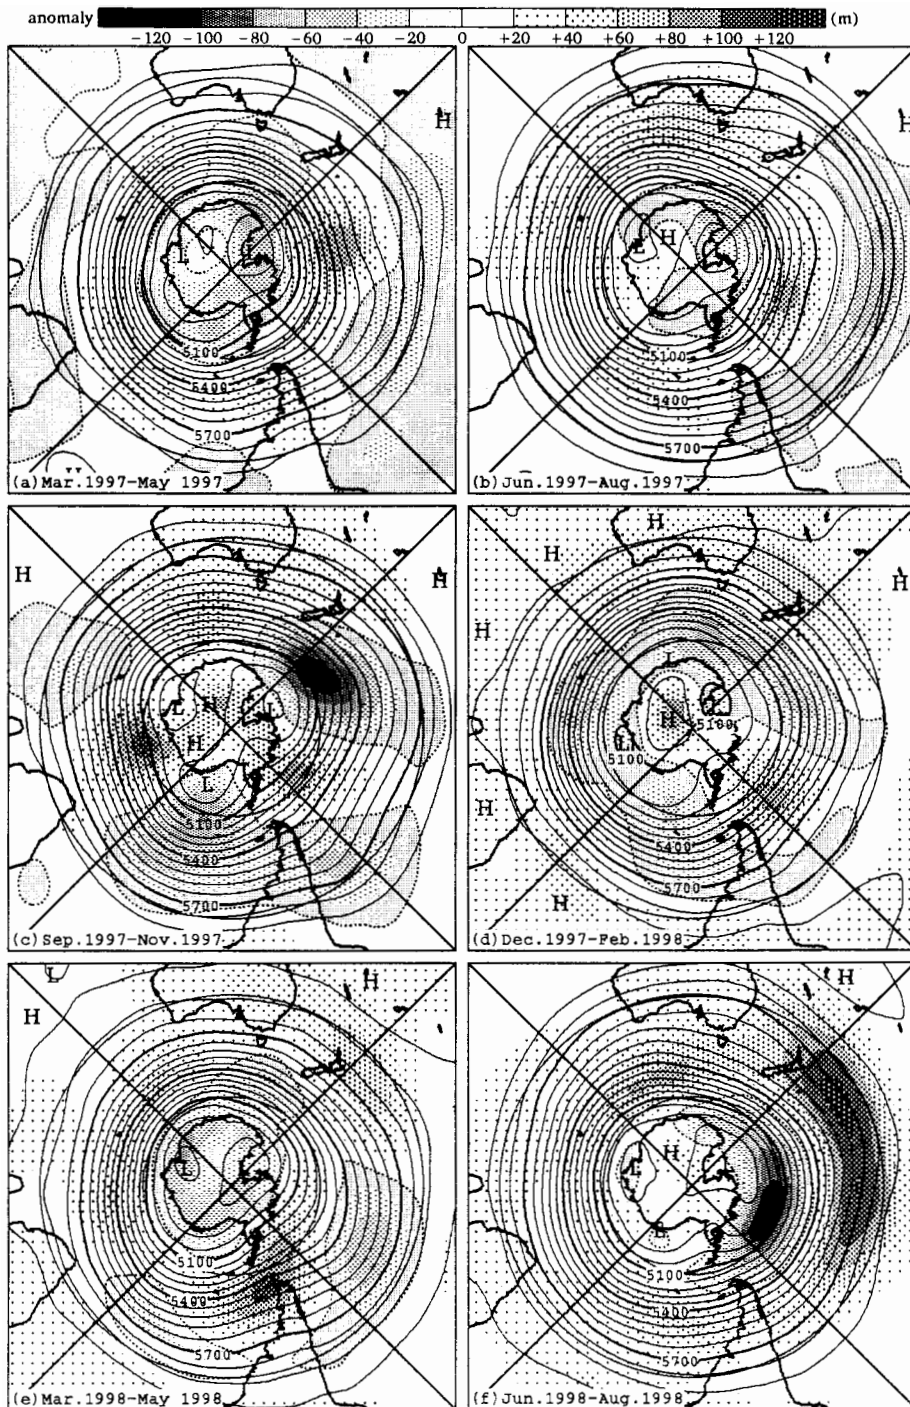 anomaly (m)
−120 −100 −80 −60 −40 −20 0 +20 +40 +60 +80 +100 +120
H
L
5100
5400
5700
(a)Mar.1997−May 1997
H
H
L
5100
5400
5700
(b)Jun.1997−Aug.1997
H
H
L
H
L
H
L
5100
5400
5700
(c)Sep.1997−Nov.1997
H
H
H
H
L
L
5100
H
L
5100
H
5400
5700
H
(d)Dec.1997−Feb.1998
L
H
H
L
5100
5400
5700
(e)Mar.1998−May 1998
H
H
L
L
5100
5400
5700
(f)Jun.1998−Aug.1998